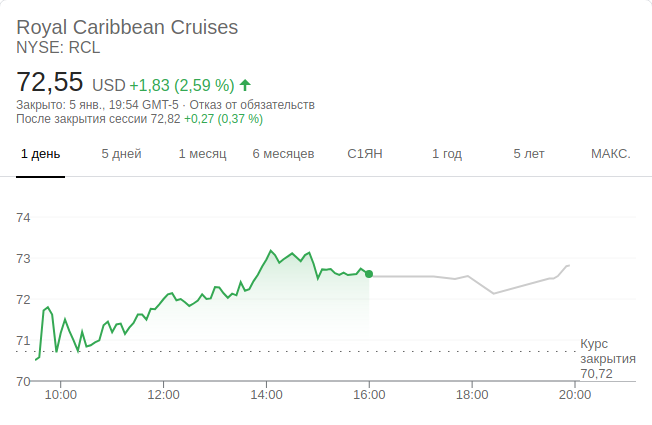 Royal Caribbean Cruises
NYSE: RCL
72,55 USD +1,83 (2,59 %)
Закрыто: 5 янв., 19:54 GMT-5 · Отказ от обязательств
После закрытия сессии 72,82 +0,27 (0,37 %)
1 день 5 дней 1 месяц 6 месяцев С1ЯН 1 год 5 лет МАКС.
74
73
72
71
70
Курс
закрытия
70,72
10:00 12:00 14:00 16:00 18:00 20:00